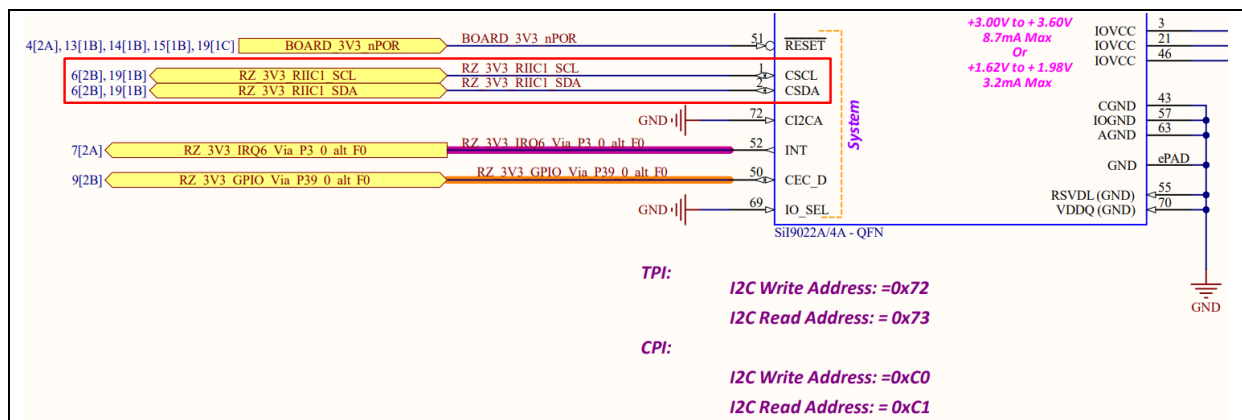 +3.00V to + 3.60V
8.7mA Max
Or
+1.62V to + 1.98V
3.2mA Max
IOVCC 3
IOVCC 21
IOVCC 46
4[2A], 13[1B], 14[1B], 15[1B], 19[1C] BOARD_3V3_nPOR BOARD_3V3_nPOR 51 RESET
6[2B], 19[1B] RZ_3V3_RIIC1_SCL RZ_3V3_RIIC1_SCL 1 CSCL
6[2B], 19[1B] RZ_3V3_RIIC1_SDA RZ_3V3_RIIC1_SDA 2 CSDA
GND 72 CI2CA
7[2A] RZ_3V3_IRQ6_Via_P3_0_alt_F0 RZ_3V3_IRQ6_Via_P3_0_alt_F0 52 INT
9[2B] RZ_3V3_GPIO_Via_P39_0_alt_F0 RZ_3V3_GPIO_Via_P39_0_alt_F0 50 CEC_D
GND 69 IO_SEL
System
CGND 43
IOGND 57
AGND 63
GND ePAD
RSVDL (GND) 55
VDDQ (GND) 70
GND
SiI9022A/4A - QFN
TPI:
I2C Write Address: =0x72
I2C Read Address: = 0x73
CPI:
I2C Write Address: =0xC0
I2C Read Address: = 0xC1